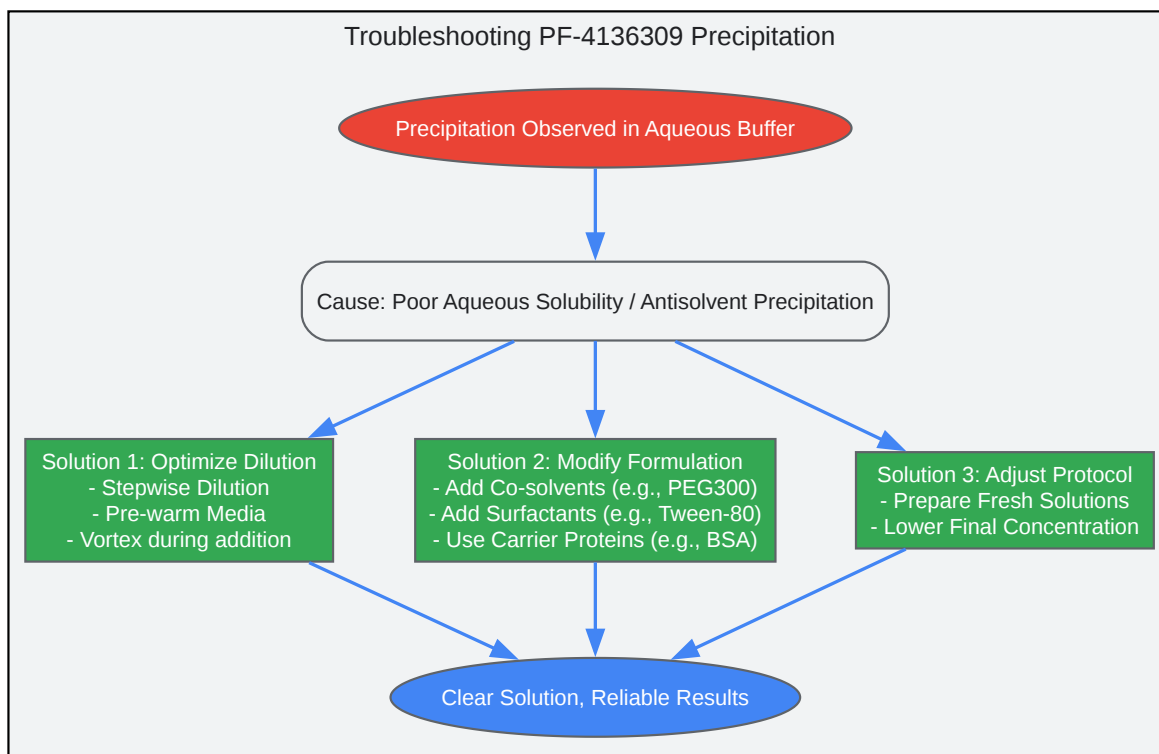 Troubleshooting PF-4136309 Precipitation
Precipitation Observed in Aqueous Buffer
Cause: Poor Aqueous Solubility / Antisolvent Precipitation
Solution 1: Optimize Dilution
- Stepwise Dilution
- Pre-warm Media
- Vortex during addition
Solution 2: Modify Formulation
- Add Co-solvents (e.g., PEG300)
- Add Surfactants (e.g., Tween-80)
- Use Carrier Proteins (e.g., BSA)
Solution 3: Adjust Protocol
- Prepare Fresh Solutions
- Lower Final Concentration
Clear Solution, Reliable Results